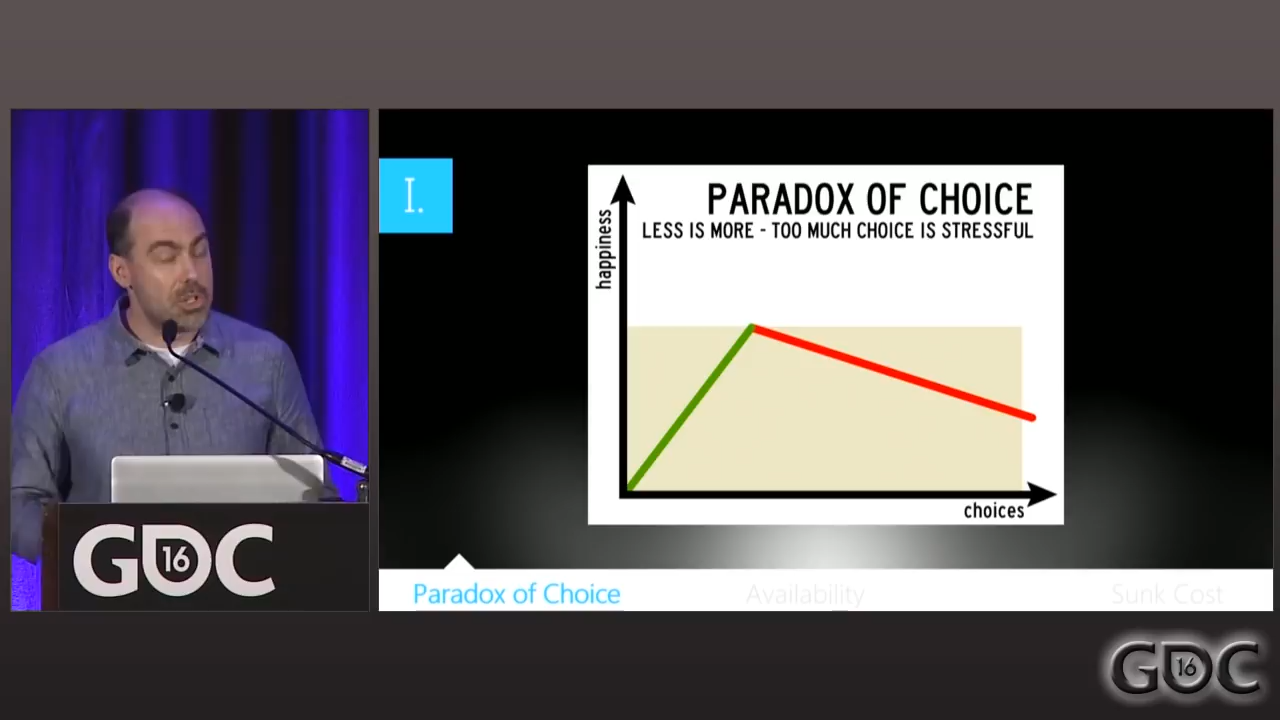 I.
PARADOX OF CHOICE
LESS IS MORE - TOO MUCH CHOICE IS STRESSFUL
happiness
choices
Paradox of Choice
Availability
Sunk Cost
GDC 16
GDC 16